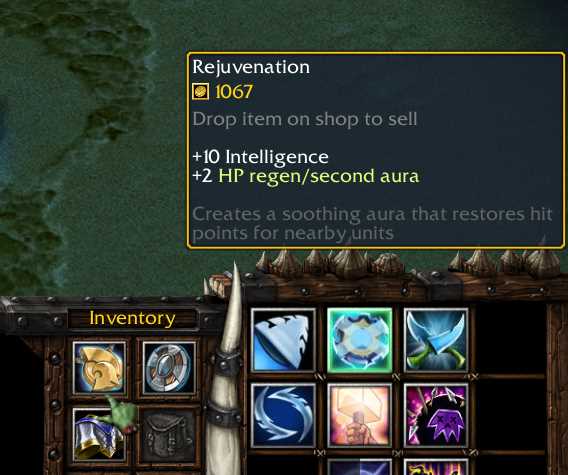 Rejuvenation
1067
Drop item on shop to sell
+10 Intelligence
+2 HP regen/second aura
Creates a soothing aura that restores hit
points for nearby units
Inventory